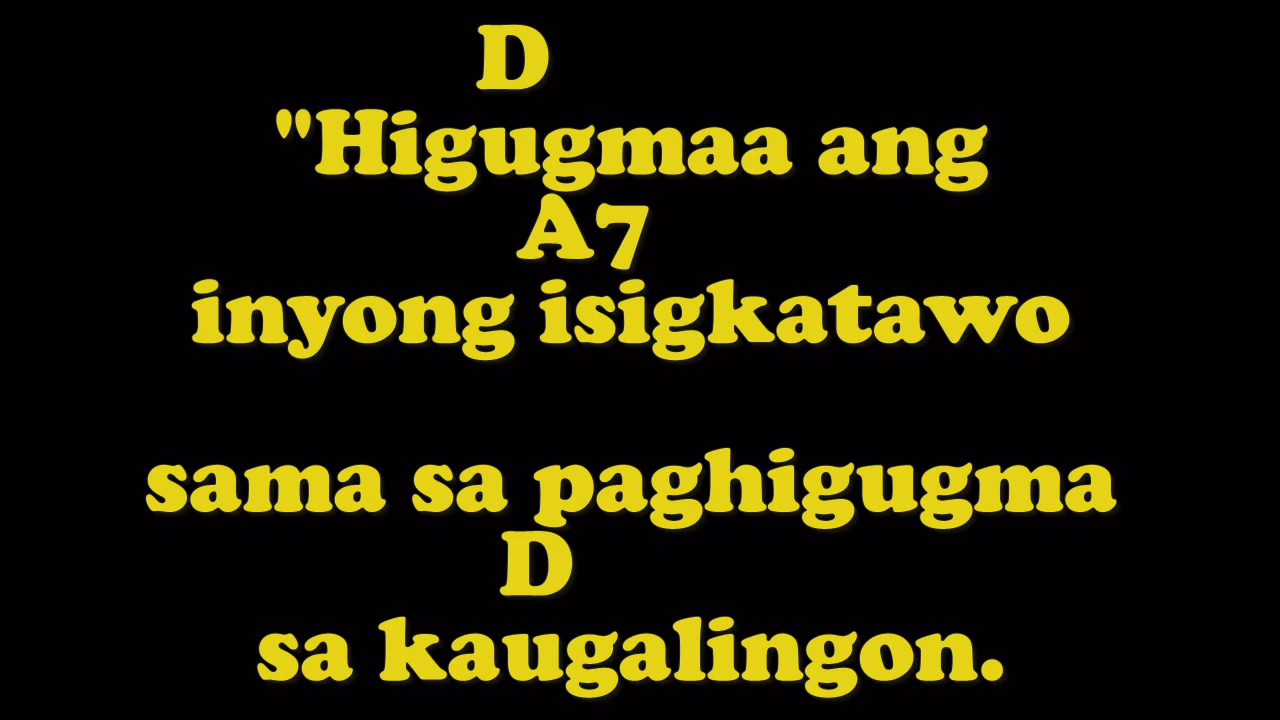 D
"Higugmaa ang
A7
inyong isigkatawo
sama sa paghigugma
D
sa kaugalingon.